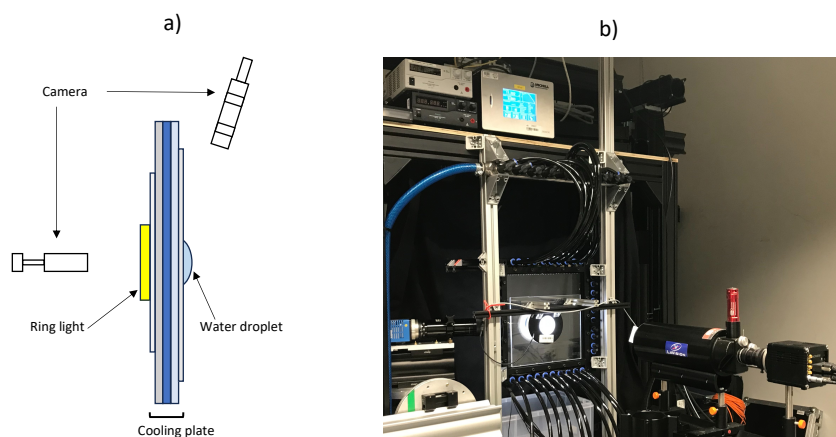 a)
b)
Camera
Ring light
Water droplet
Cooling plate